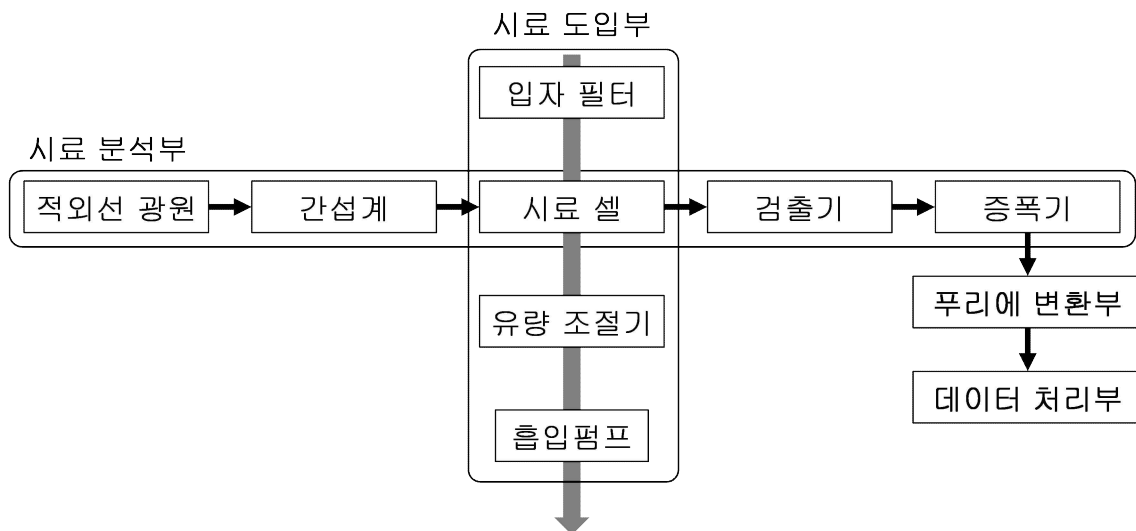 시료 도입부
입자 필터
시료 분석부
적외선 광원
간섭계
시료 셀
검출기
증폭기
푸리에 변환부
유량 조절기
데이터 처리부
흡입펌프